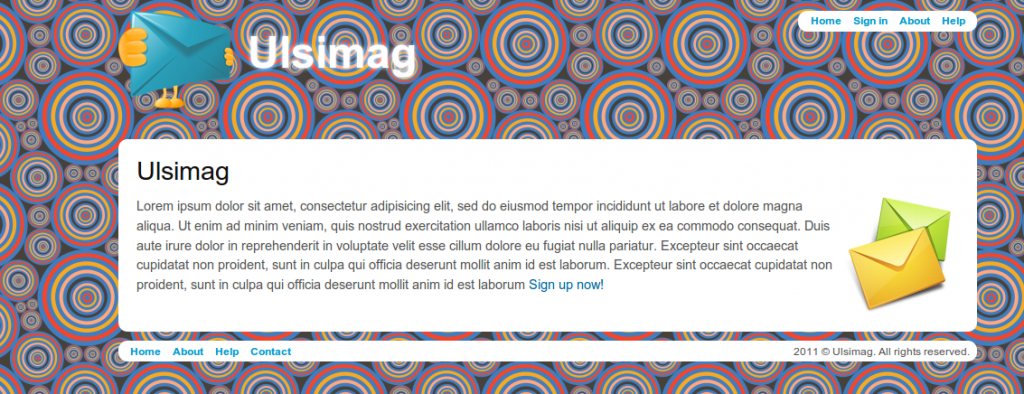 Home Sign in About Help
Ulsimag
Ulsimag
Lorem ipsum dolor sit amet, consectetur adipisicing elit, sed do eiusmod tempor incididunt ut labore et dolore magna
aliqua. Ut enim ad minim veniam, quis nostrud exercitation ullamco laboris nisi ut aliquip ex ea commodo consequat. Duis
aute irure dolor in reprehenderit in voluptate velit esse cillum dolore eu fugiat nulla pariatur. Excepteur sint occaecat
cupidatat non proident, sunt in culpa qui officia deserunt mollit anim id est laborum. Excepteur sint occaecat cupidatat non
proident, sunt in culpa qui officia deserunt mollit anim id est laborum Sign up now!
Home About Help Contact
2011 © Ulsimag. All rights reserved.